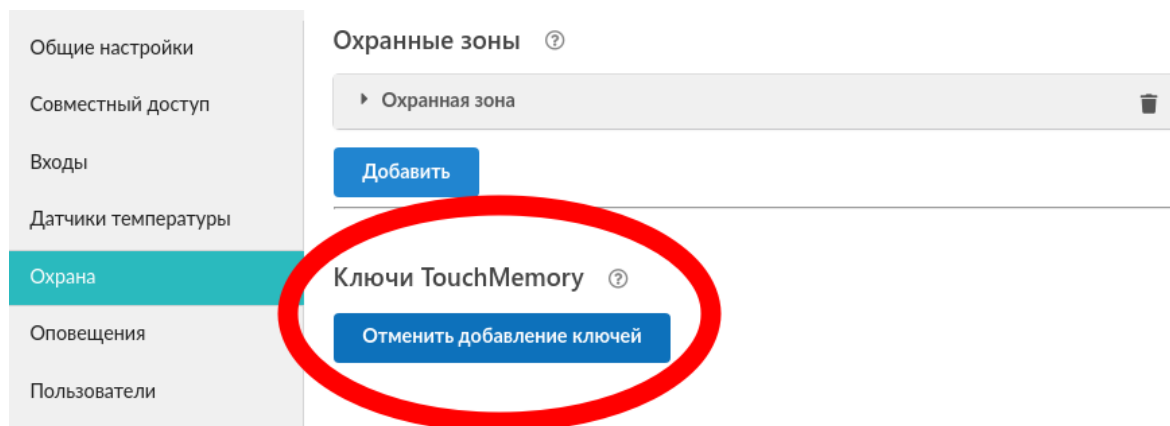 Общие настройки
Совместный доступ
Входы
Датчики температуры
Охрана
Оповещения
Пользователи
Охранные зоны ?
Охранная зона
Добавить
Ключи TouchMemory ?
Отменить добавление ключей